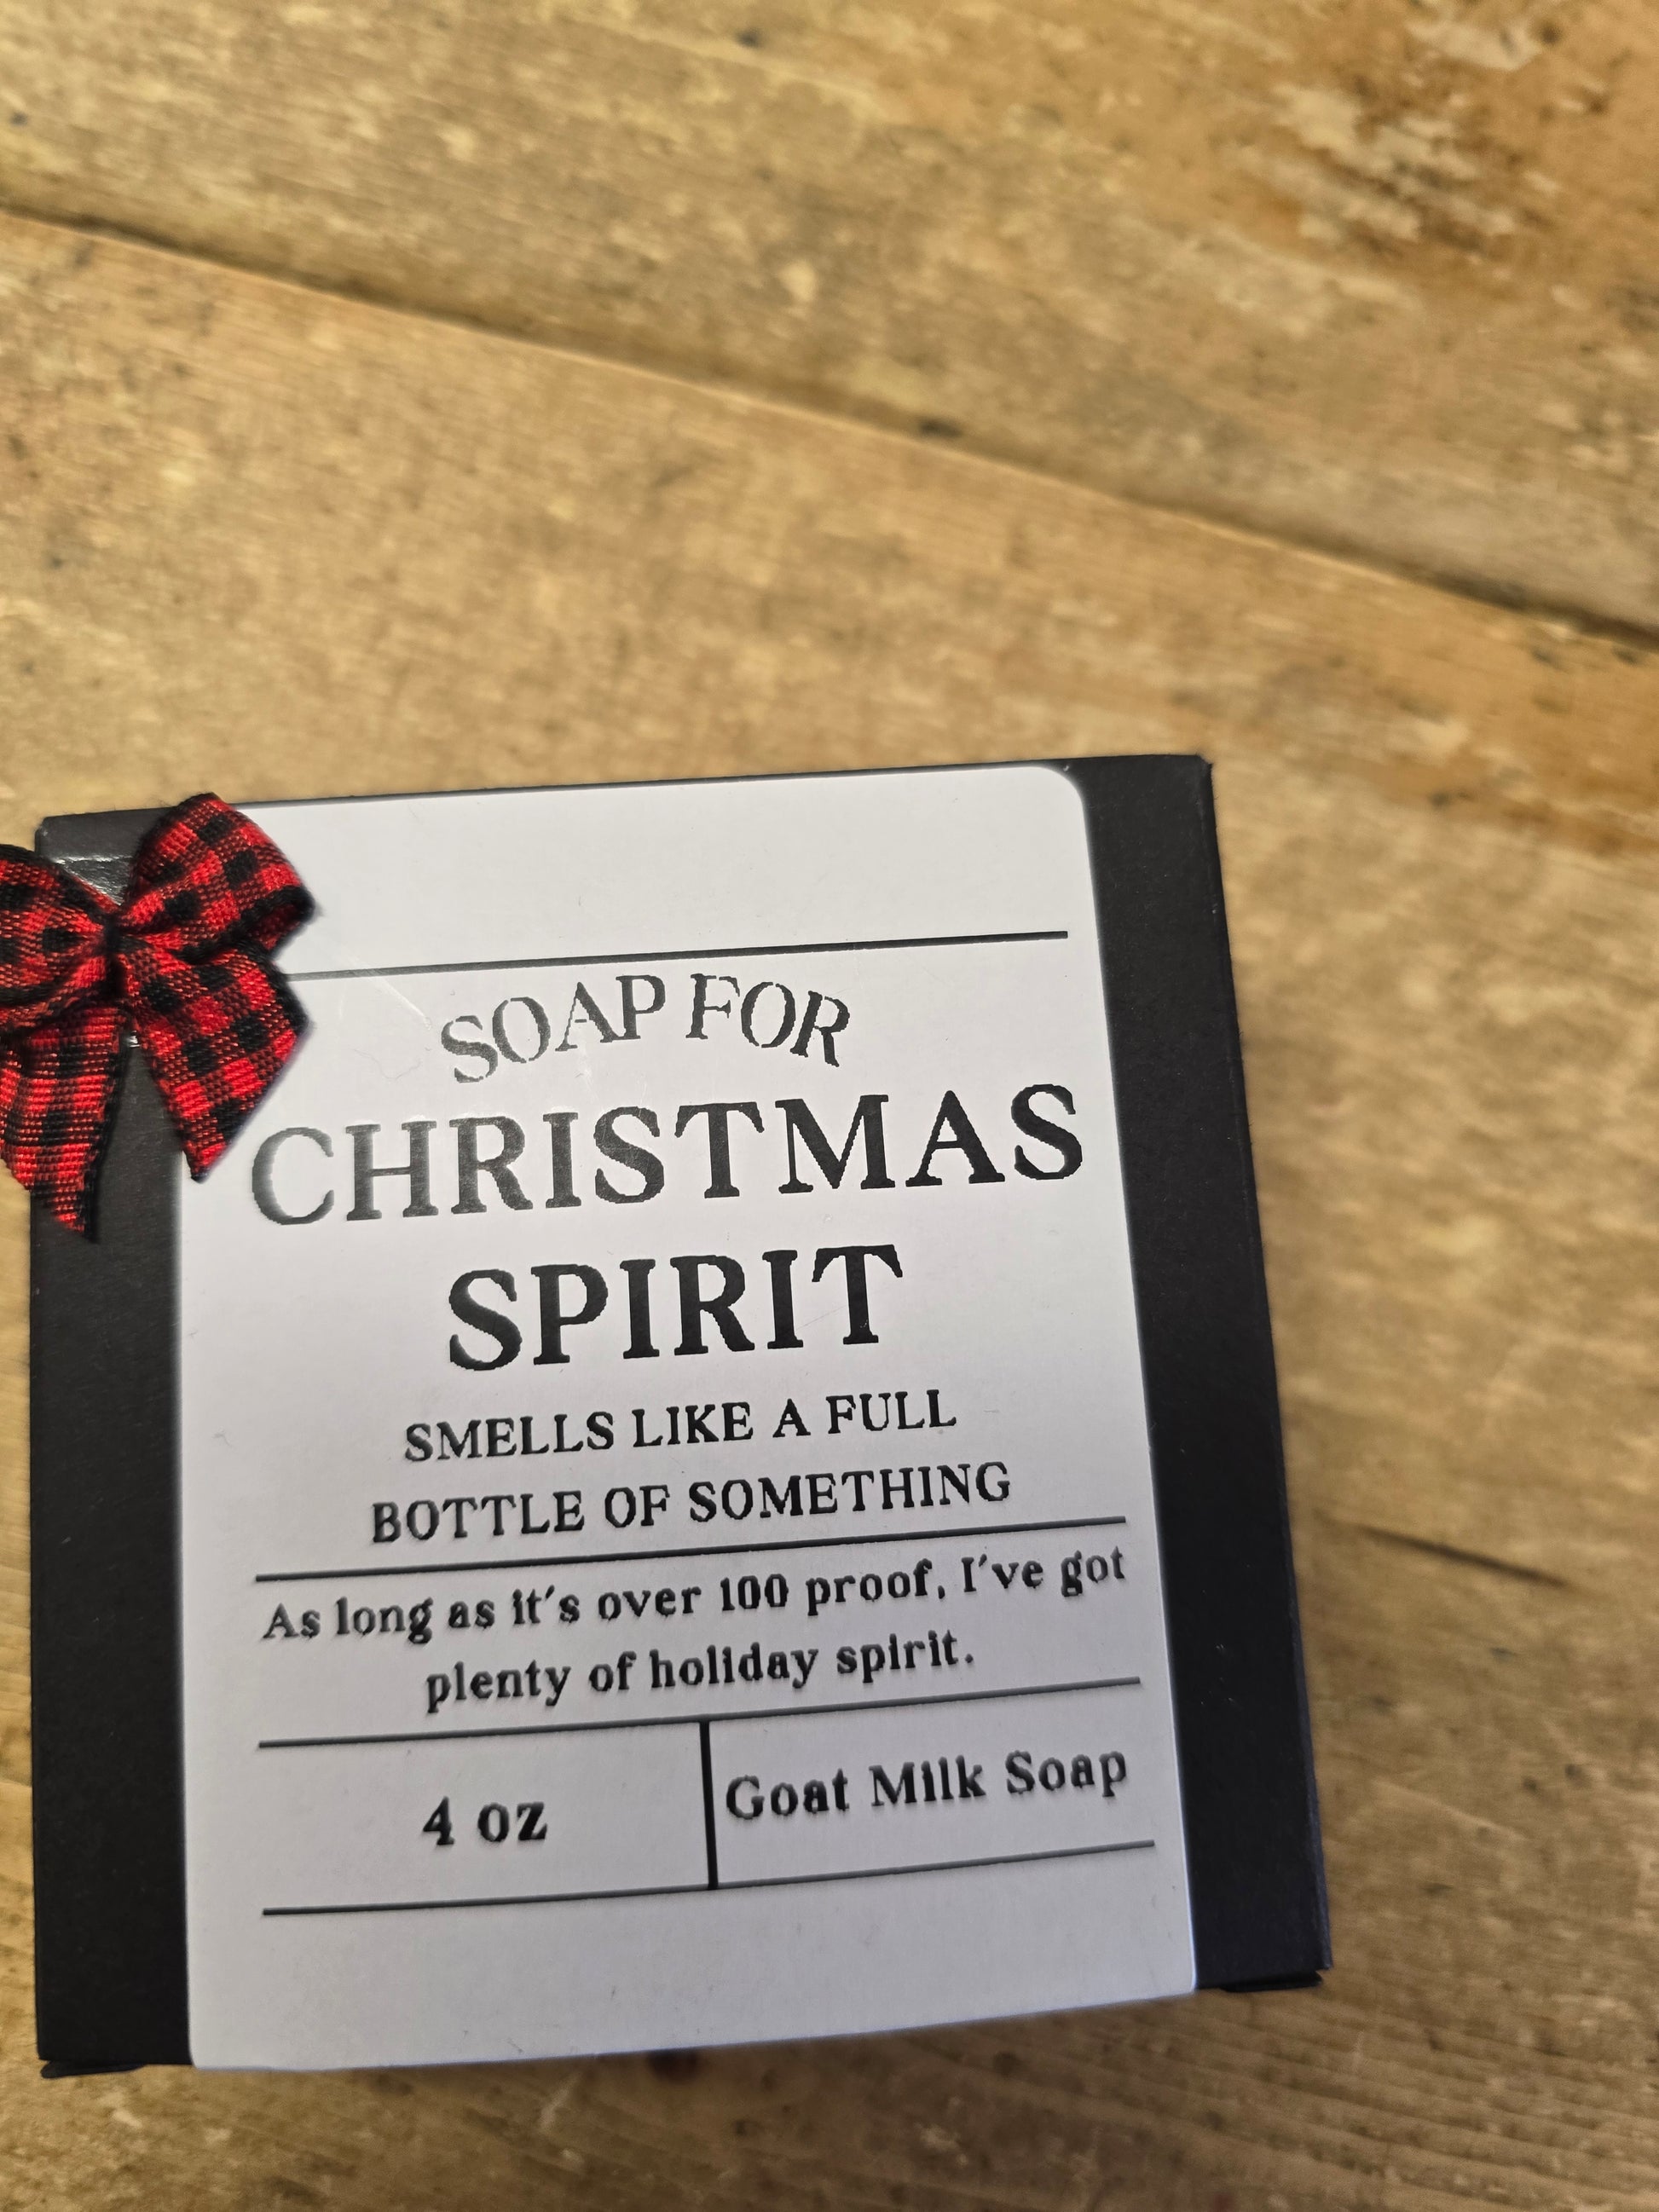 SOAP FOR
CHRISTMAS
SPIRIT
SMELLS LIKE A FULL
BOTTLE OF SOMETHING
As long as it's over 100 proof, I've got
plenty of holiday spirit.
4 oz
Goat Milk Soap